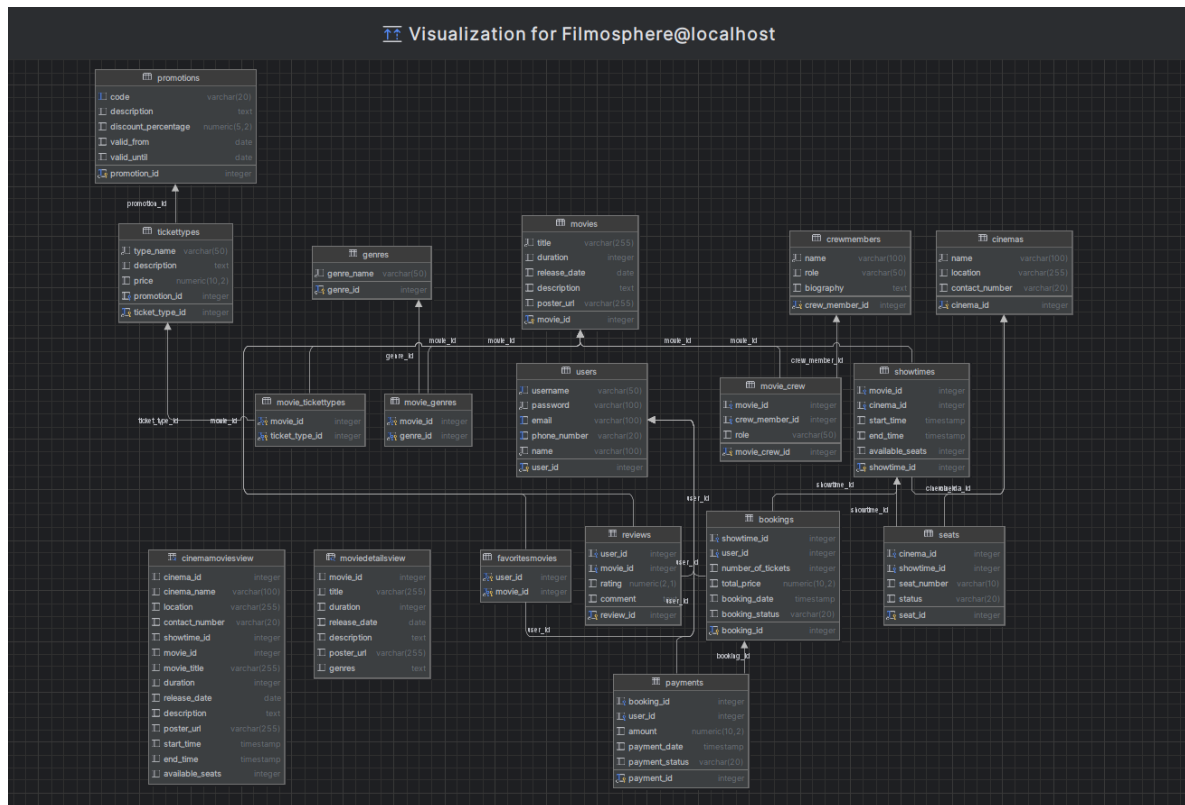 Visualization for Filmosphere@localhost
promotions
code varchar(20)
description text
discount_percentage numeric(5,2)
valid_from date
valid_until date
promotion_id integer
promotion_id
tickettypes
type_name varchar(50)
description text
price numeric(10,2)
promotion_id integer
ticket_type_id integer
genres
genre_name varchar(50)
genre_id integer
movies
title varchar(255)
duration integer
release_date date
description text
poster_url varchar(255)
movie_id integer
crewmembers
name varchar(100)
role varchar(50)
biography text
crew_member_id integer
cinemas
name varchar(100)
location varchar(255)
contact_number varchar(20)
cinema_id integer
movie_id
movie_id
movie_id
movie_id
genre_id
crew_member_id
movie_tickettypes
movie_id integer
ticket_type_id integer
ticket_type_id
movie_id
movie_genres
movie_id integer
genre_id integer
users
username varchar(50)
password varchar(100)
email varchar(100)
phone_number varchar(20)
name varchar(100)
user_id integer
movie_crew
movie_id integer
crew_member_id integer
role varchar(50)
movie_crew_id integer
showtimes
movie_id integer
cinema_id integer
start_time timestamp
end_time timestamp
available_seats integer
showtime_id integer
showtime_id
user_id
showtime_id
cinemamoviesview
cinema_id integer
cinema_name varchar(100)
location varchar(255)
contact_number varchar(20)
showtime_id integer
movie_id integer
movie_title varchar(255)
duration integer
release_date date
description text
poster_url varchar(255)
start_time timestamp
end_time timestamp
available_seats integer
moviedetailsview
movie_id integer
title varchar(255)
duration integer
release_date date
description text
poster_url varchar(255)
genres text
favoritesmovies
user_id integer
movie_id integer
user_id
reviews
user_id integer
movie_id integer
rating numeric(2,1)
comment
review_id integer
user_id
user_id
bookings
showtime_id integer
user_id integer
number_of_tickets integer
total_price numeric(10,2)
booking_date timestamp
booking_status varchar(20)
booking_id integer
seats
cinema_id integer
showtime_id integer
seat_number varchar(10)
status varchar(20)
seat_id integer
booking_id
payments
booking_id integer
user_id integer
amount numeric(10,2)
payment_date timestamp
payment_status varchar(20)
payment_id integer